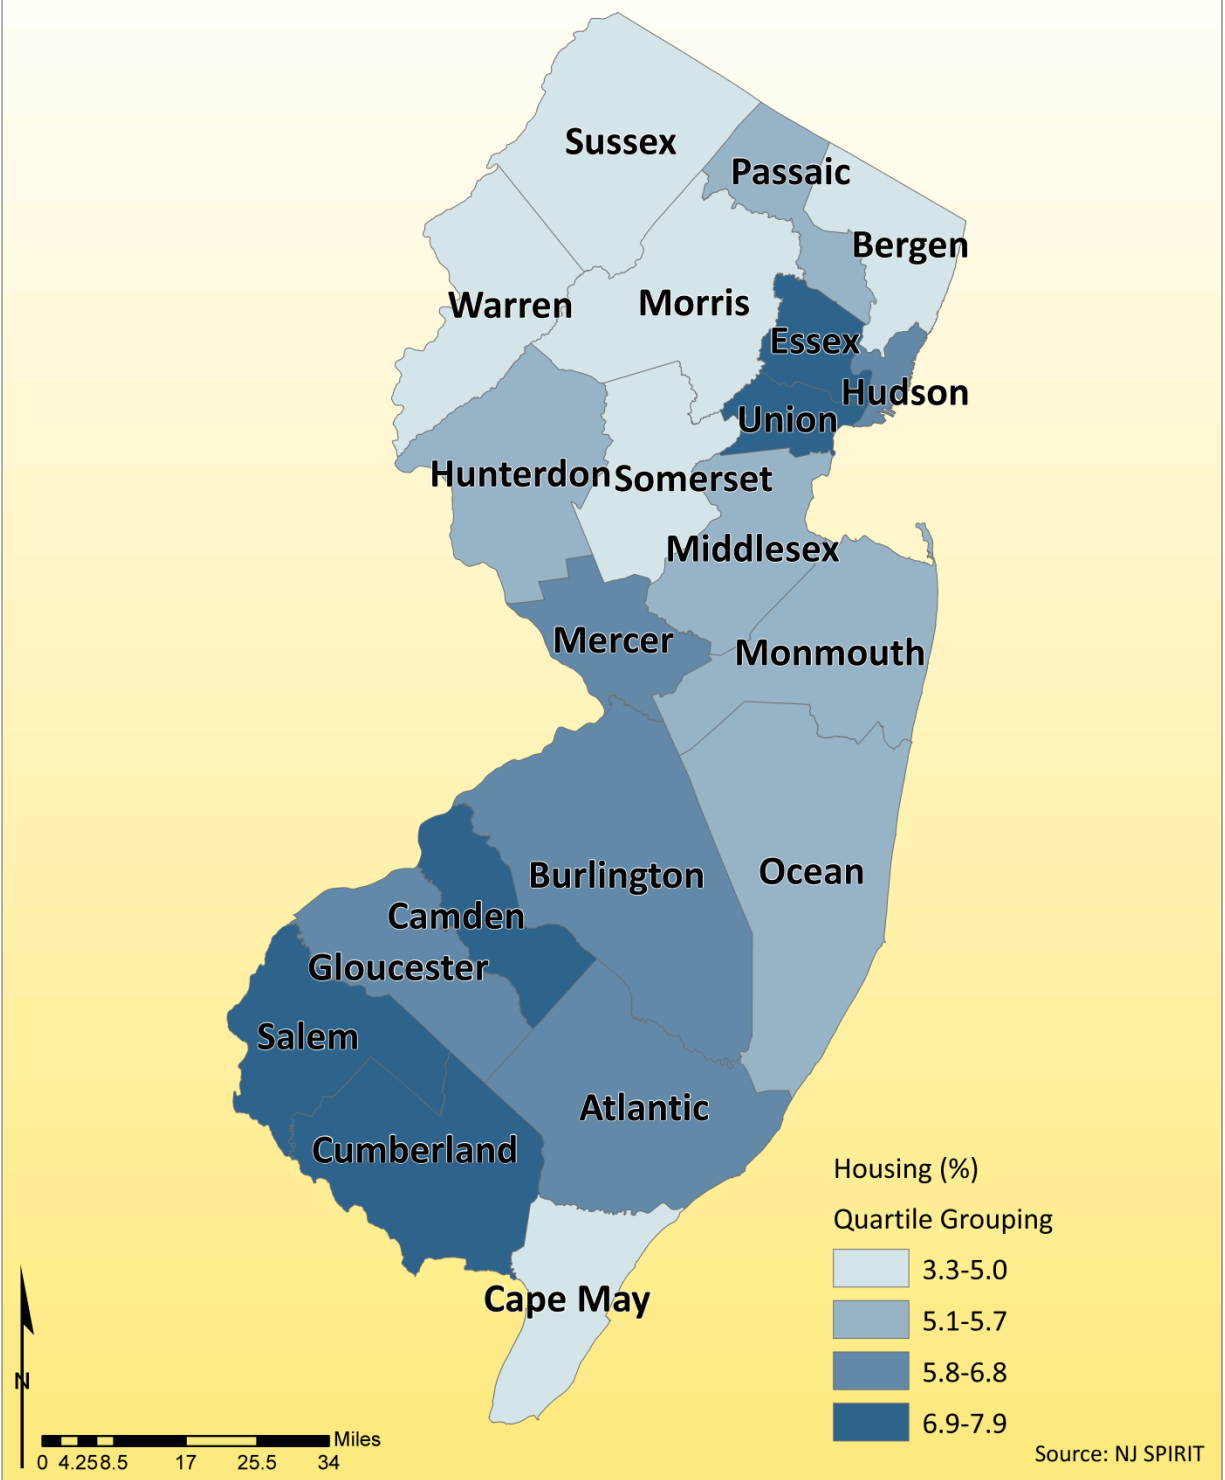 Sussex
Passaic
Bergen
Warren
Morris
Essex
Hudson
Union
Hunterdon
Somerset
Middlesex
Mercer
Monmouth
Burlington
Ocean
Camden
Gloucester
Salem
Atlantic
Cumberland
Cape May
Housing (%)
Quartile Grouping
3.3-5.0
5.1-5.7
5.8-6.8
6.9-7.9
N
Miles
0 4.25 8.5 17 25.5 34
Source: NJ SPIRIT